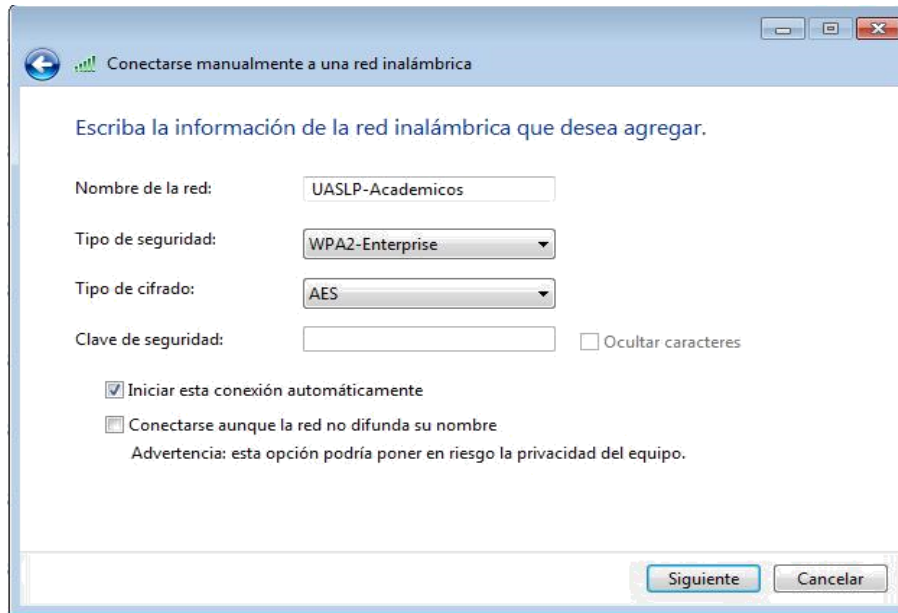 Conectarse manualmente a una red inalámbrica
Escriba la información de la red inalámbrica que desea agregar.
Nombre de la red: UASLP-Academicos
Tipo de seguridad: WPA2-Enterprise
Tipo de cifrado: AES
Clave de seguridad: Ocultar caracteres
Iniciar esta conexión automáticamente
Conectarse aunque la red no difunda su nombre
Advertencia: esta opción podría poner en riesgo la privacidad del equipo.
Siguiente Cancelar